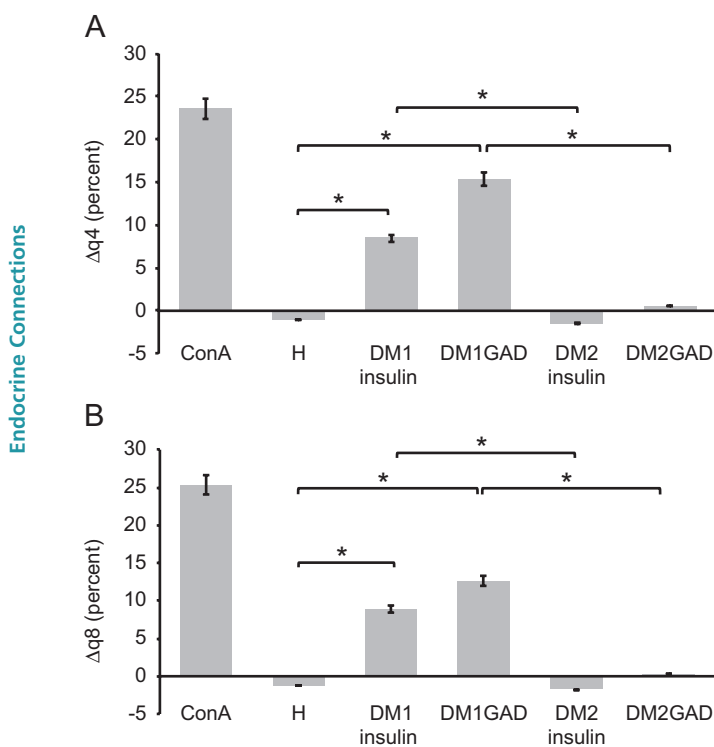 Endocrine Connections
A
Δq4 (percent)
30
25
20
15
10
5
0
-5
*
*
*
*
ConA H DM1 DM1GAD DM2 DM2GAD
insulin insulin
B
Δq8 (percent)
30
25
20
15
10
5
0
-5
*
*
*
*
ConA H DM1 DM1GAD DM2 DM2GAD
insulin insulin